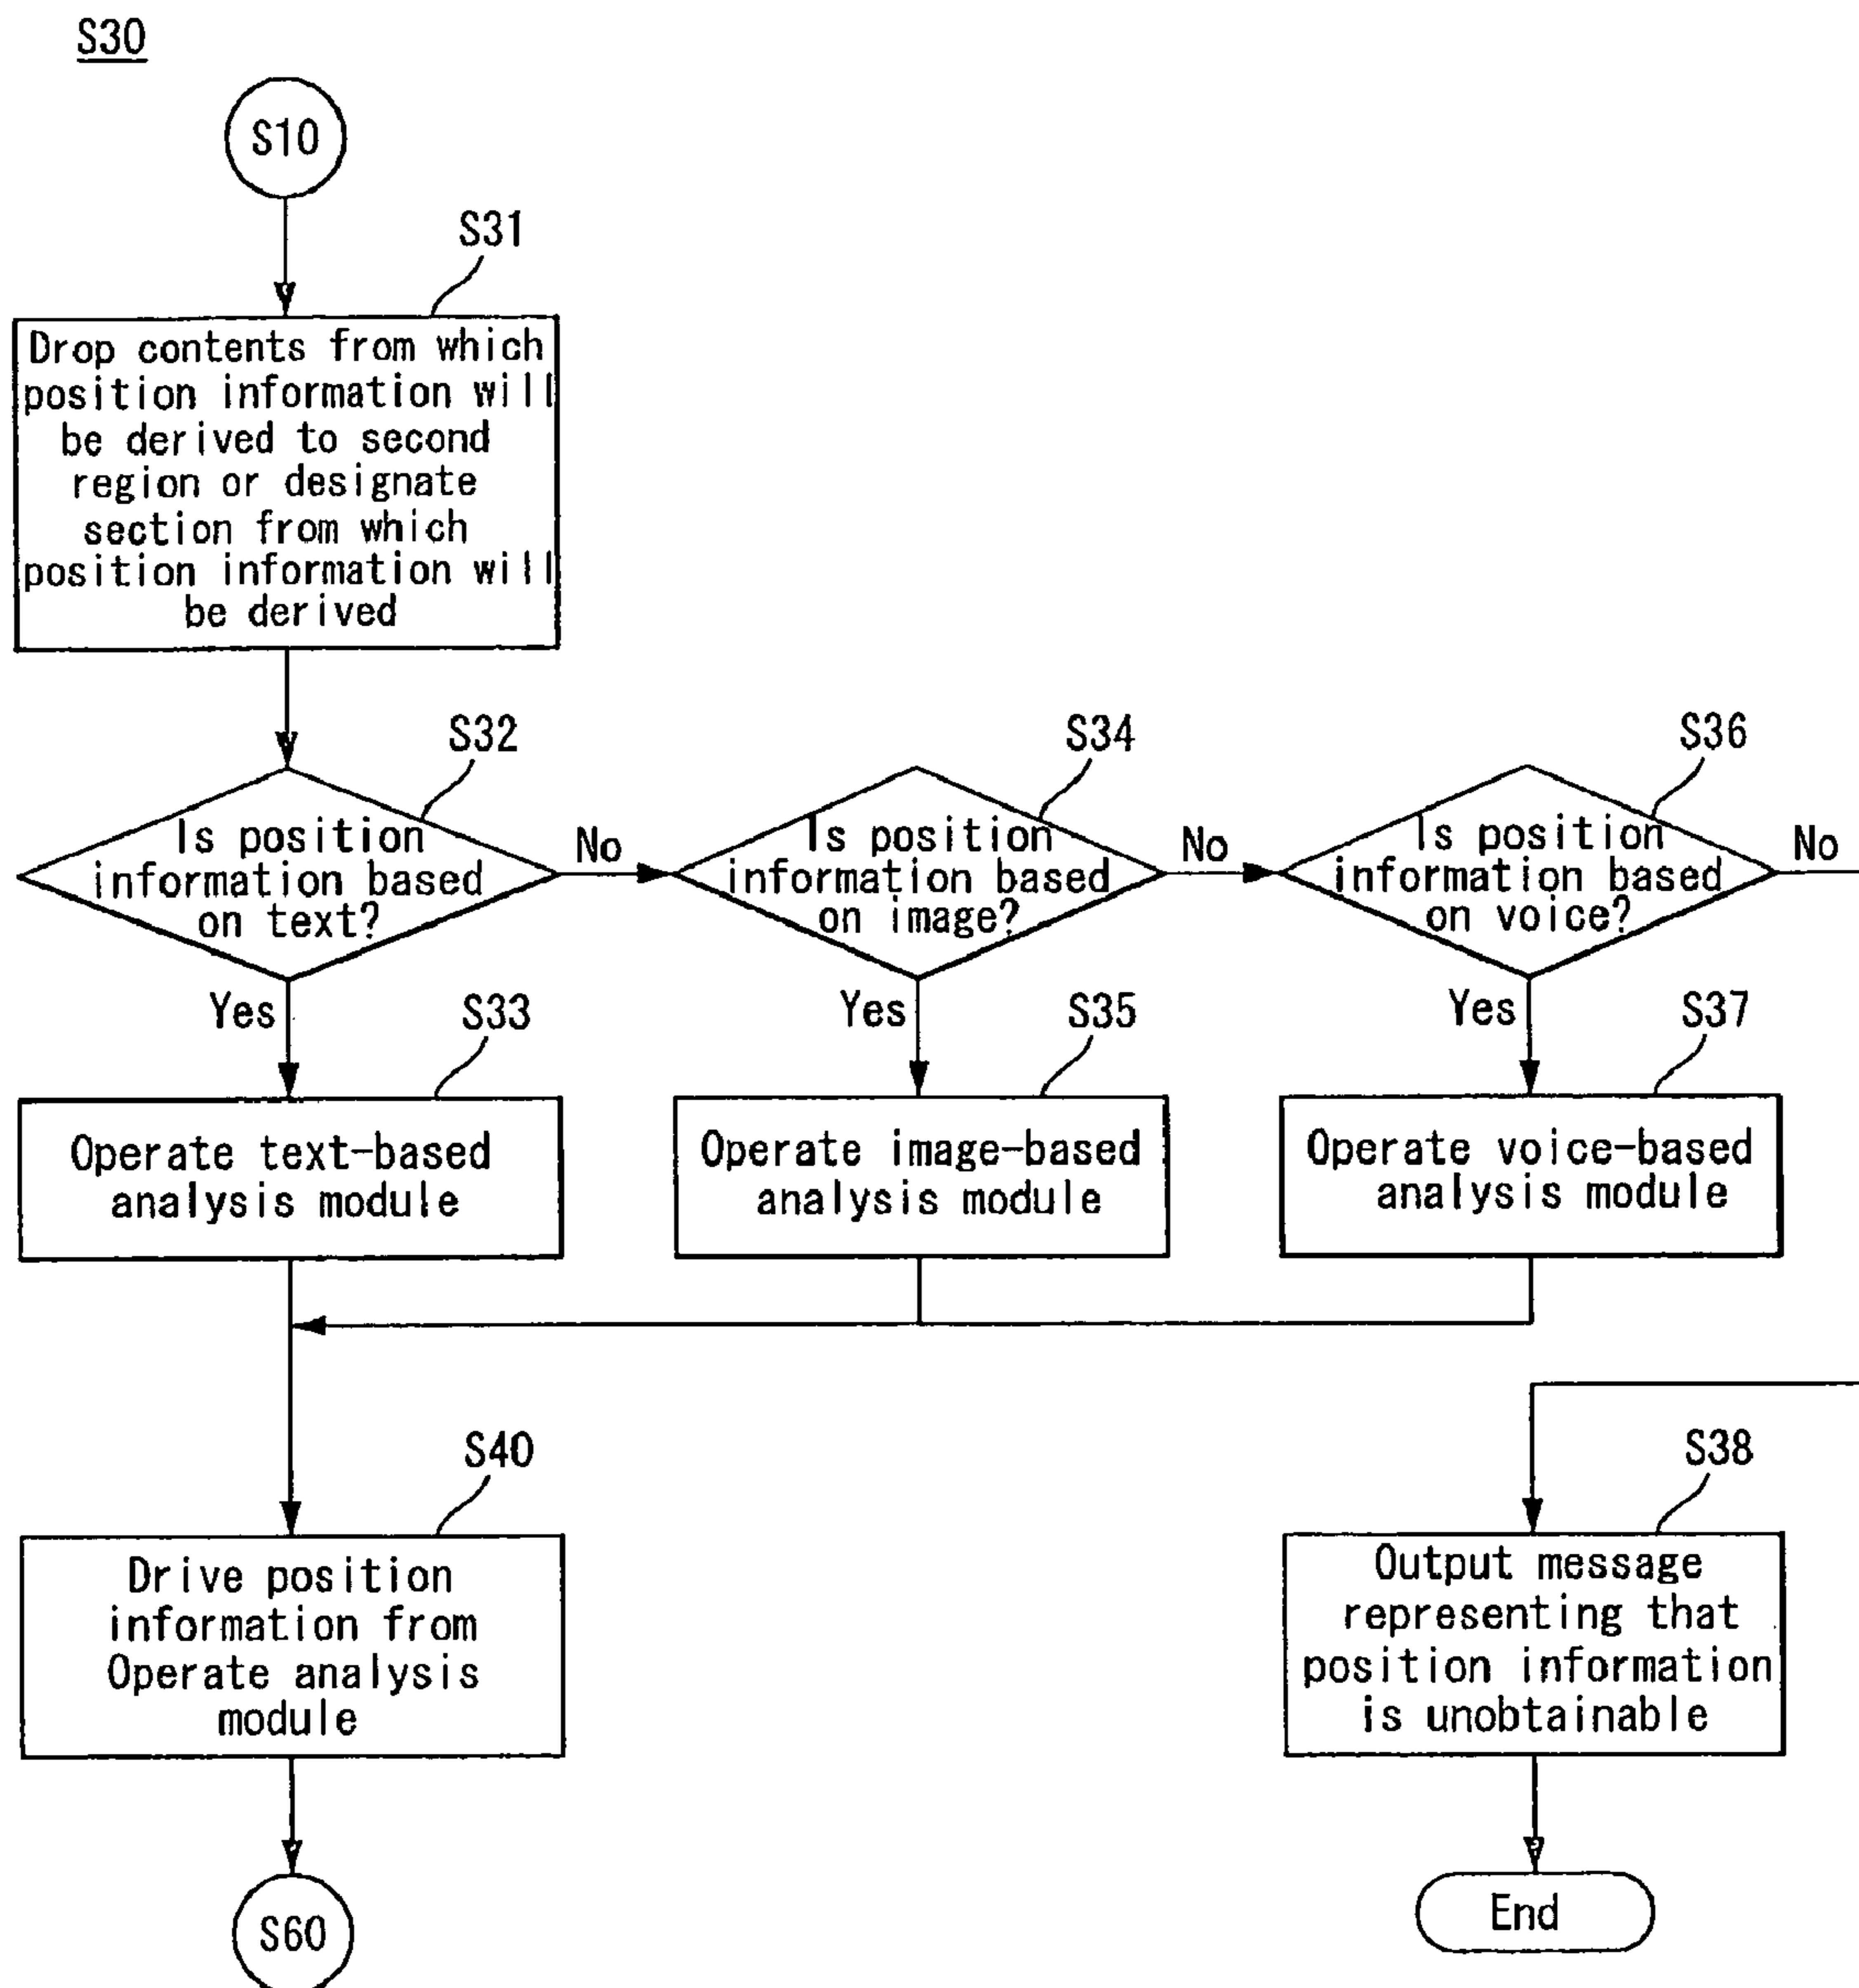 S30
S10
S31
Drop contents from which
position information will
be derived to second
region or designate
section from which
position information will
be derived
S32
S34
S36
Is position
information based
on text?
No
Is position
information based
on image?
No
Is position
information based
on voice?
No
Yes
S33
Yes
S35
Yes
S37
Operate text-based
analysis module
Operate image-based
analysis module
Operate voice-based
analysis module
S40
S38
Drive position
information from
Operate analysis
module
Output message
representing that
position information
is unobtainable
S60
End